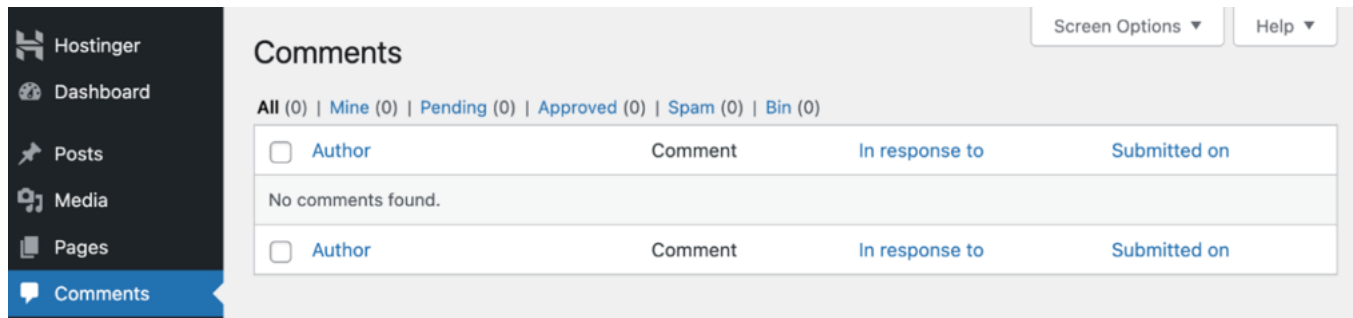 Hostinger
Dashboard
Posts
Media
Pages
Comments
Screen Options ▼
Help ▼
Comments
All (0) | Mine (0) | Pending (0) | Approved (0) | Spam (0) | Bin (0)
Author Comment In response to Submitted on
No comments found.
Author Comment In response to Submitted on